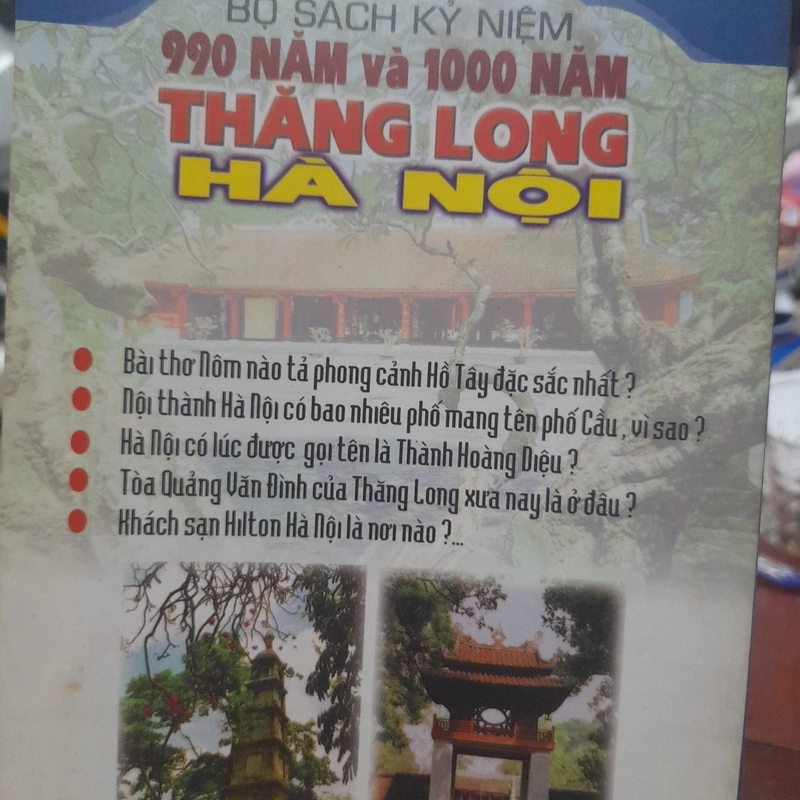 BỘ SÁCH KỶ NIỆM
990 NĂM và 1000 NĂM
THĂNG LONG
HÀ NỘI
Bài thơ Nôm nào tả phong cảnh Hồ Tây đặc sắc nhất ?
Nội thành Hà Nội có bao nhiêu phố mang tên phố Cầu , vì sao ?
Hà Nội có lúc được gọi tên là Thành Hoàng Diệu ?
Tòa Quảng Văn Đình của Thăng Long xưa nay là ở đâu ?
Khách sạn Hilton Hà Nội là nơi nào ?...